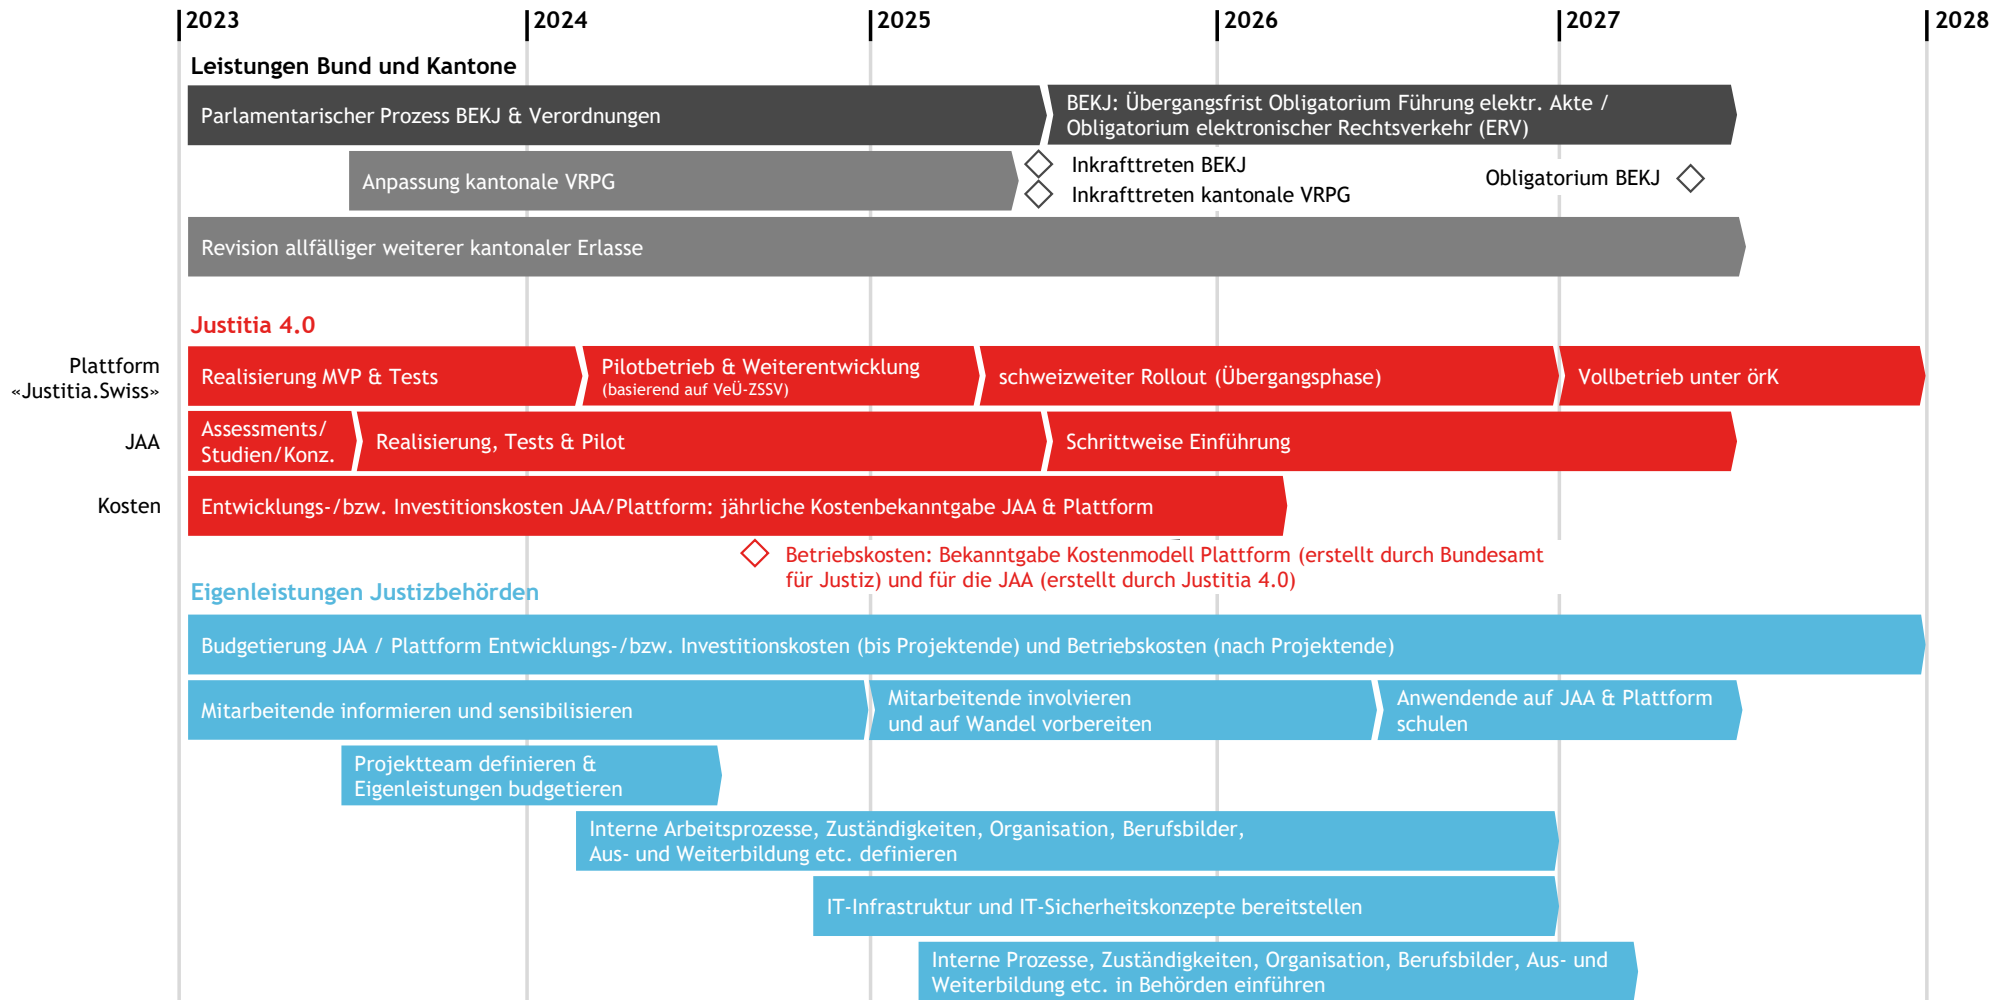 2023
2024
2025
2026
2027
2028
Leistungen Bund und Kantone
Parlamentarischer Prozess BEKJ & Verordnungen
BEKJ: Übergangsfrist Obligatorium Führung elektr. Akte /
Obligatorium elektronischer Rechtsverkehr (ERV)
Anpassung kantonale VRPG
Inkrafttreten BEKJ
Inkrafttreten kantonale VRPG
Obligatorium BEKJ
Revision allfälliger weiterer kantonaler Erlasse
Justitia 4.0
Plattform
«Justitia.Swiss»
Realisierung MVP & Tests
Pilotbetrieb & Weiterentwicklung
(basierend auf VeÜ-ZSSV)
schweizweiter Rollout (Übergangsphase)
Vollbetrieb unter örK
JAA
Assessments/
Studien/Konz.
Realisierung, Tests & Pilot
Schrittweise Einführung
Kosten
Entwicklungs-/bzw. Investitionskosten JAA/Plattform: jährliche Kostenbekanntgabe JAA & Plattform
Betriebskosten: Bekanntgabe Kostenmodell Plattform (erstellt durch Bundesamt
für Justiz) und für die JAA (erstellt durch Justitia 4.0)
Eigenleistungen Justizbehörden
Budgetierung JAA / Plattform Entwicklungs-/bzw. Investitionskosten (bis Projektende) und Betriebskosten (nach Projektende)
Mitarbeitende informieren und sensibilisieren
Mitarbeitende involvieren
und auf Wandel vorbereiten
Anwendende auf JAA & Plattform
schulen
Projektteam definieren &
Eigenleistungen budgetieren
Interne Arbeitsprozesse, Zuständigkeiten, Organisation, Berufsbilder,
Aus- und Weiterbildung etc. definieren
IT-Infrastruktur und IT-Sicherheitskonzepte bereitstellen
Interne Prozesse, Zuständigkeiten, Organisation, Berufsbilder, Aus- und
Weiterbildung etc. in Behörden einführen